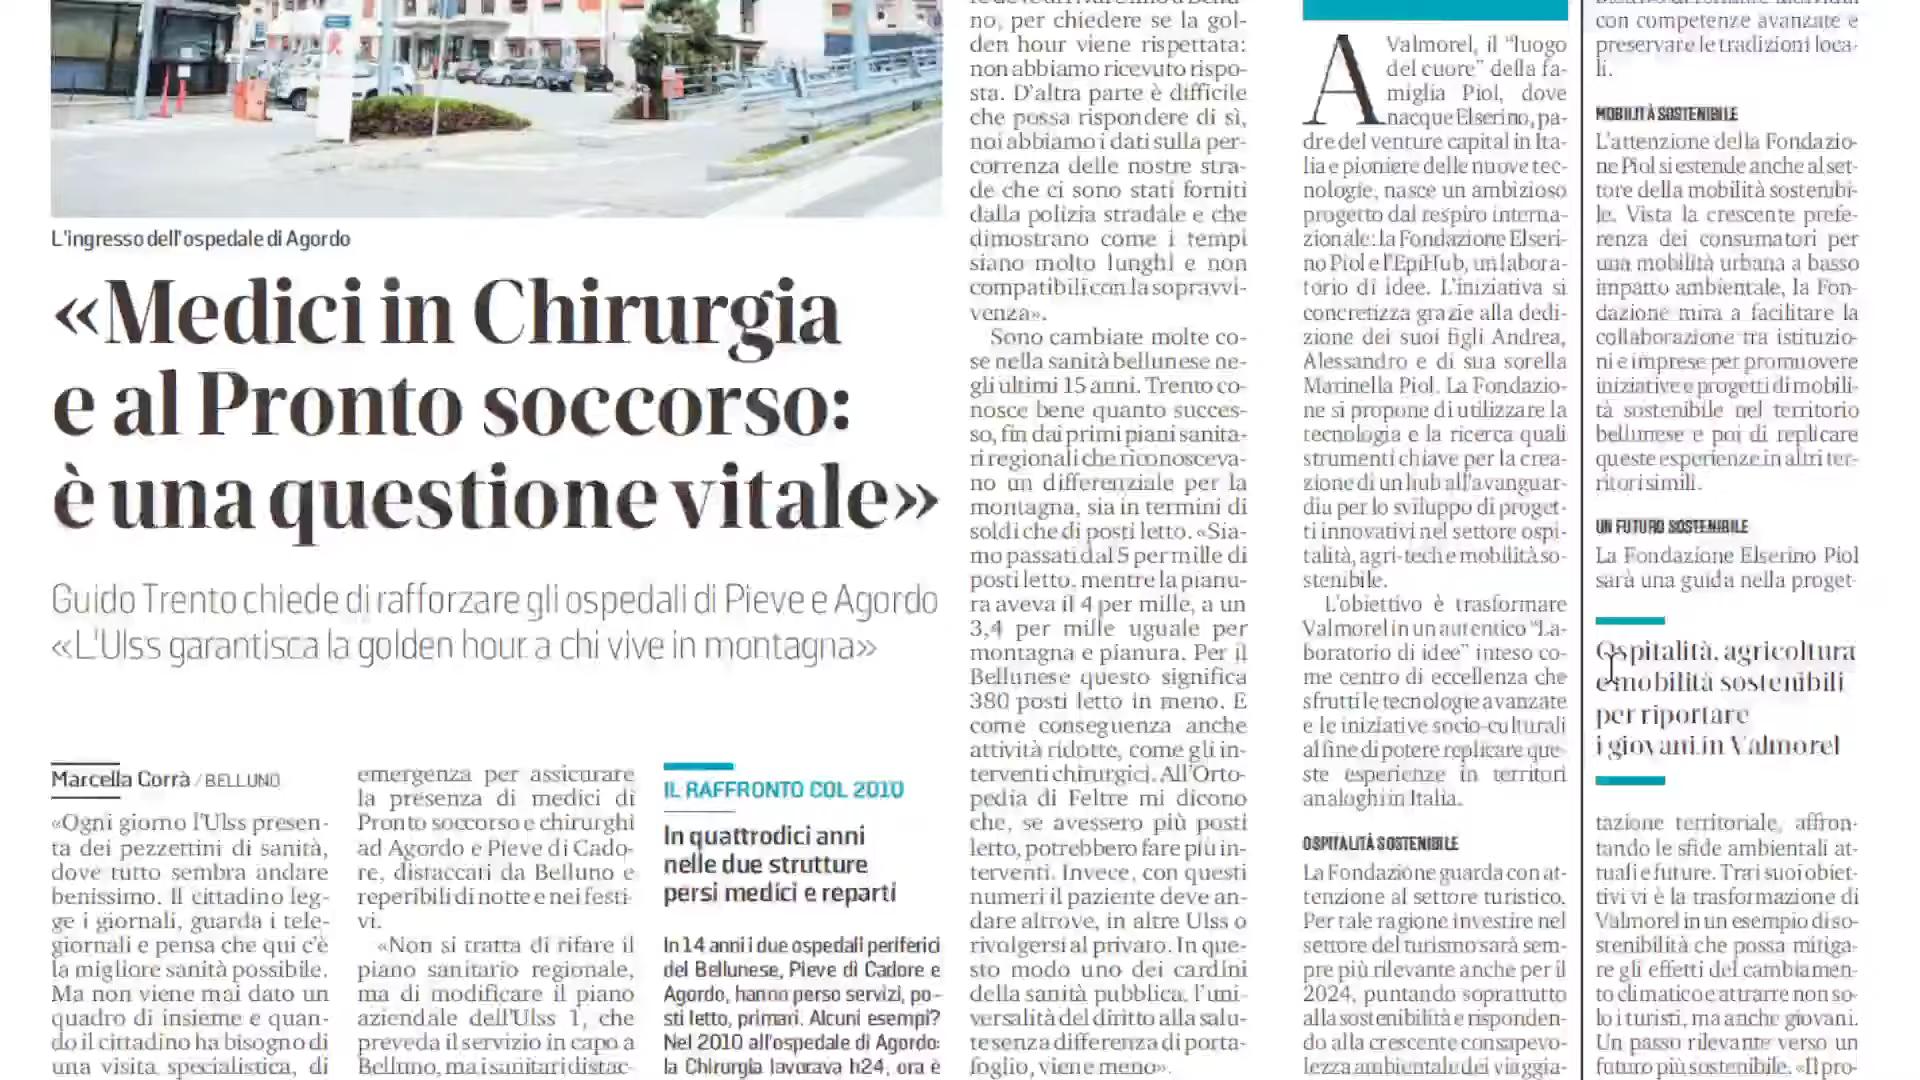 L'ingresso dell'ospedale di Agordo
«Medici in Chirurgia
e al Pronto soccorso:
è una questione vitale»
Guido Trento chiede di rafforzare gli ospedali di Pieve e Agordo
«L'Ulss garantisca la golden hour a chi vive in montagna»
Marcella Corrà / BELLUNO
«Ogni giorno l'Ulss presen-
ta dei pezzettini di sanità,
dove tutto sembra andare
benissimo. Il cittadino leg-
ge i giornali, guarda i tele-
giornali e pensa che qui c'è
la migliore sanità possibile.
Ma non viene mai dato un
quadro di insieme e quan-
do il cittadino ha bisogno di
una visita specialistica, di
emergenza per assicurare
la presenza di medici di
Pronto soccorso e chirurghi
ad Agordo e Pieve di Cado-
re, distaccati da Belluno e
reperibili di notte e nei festi-
vi.
«Non si tratta di rifare il
piano sanitario regionale,
ma di modificare il piano
aziendale dell'Ulss 1, che
preveda il servizio in capo a
Belluno, ma i sanitari distac-
IL RAFFRONTO COL 2010
In quattrodici anni
nelle due strutture
persi medici e reparti
In 14 anni i due ospedali periferici
del Bellunese, Pieve di Cadore e
Agordo, hanno perso servizi, po-
sti letto, primari. Alcuni esempi?
Nel 2010 all'ospedale di Agordo:
la Chirurgia lavorava h24, ora è
no, per chiedere se la gol-
den hour viene rispettata:
non abbiamo ricevuto rispo-
sta. D'altra parte è difficile
che possa rispondere di sì,
noi abbiamo i dati sulla per-
correnza delle nostre stra-
de che ci sono stati forniti
dalla polizia stradale e che
dimostrano come i tempi
siano molto lunghi e non
compatibili con la sopravvi-
venza».
Sono cambiate molte co-
se nella sanità bellunese ne-
gli ultimi 15 anni. Trento co-
nosce bene quanto succes-
so, fin dai primi piani sanita-
ri regionali che riconosceva-
no un differenziale per la
montagna, sia in termini di
soldi che di posti letto. «Sia-
mo passati dal 5 per mille di
posti letto, mentre la pianu-
ra aveva il 4 per mille, a un
3,4 per mille uguale per
montagna e pianura. Per il
Bellunese questo significa
380 posti letto in meno. E
come conseguenza anche
attività ridotte, come gli in-
terventi chirurgici. All'Orto-
pedia di Feltre mi dicono
che, se avessero più posti
letto, potrebbero fare più in-
terventi. Invece, con questi
numeri il paziente deve an-
dare altrove, in altre Ulss o
rivolgersi al privato. In que-
sto modo uno dei cardini
della sanità pubblica, l'uni-
versalità del diritto alla salu-
te senza differenza di porta-
foglio, viene meno».
A Valmorel, il "luogo
del cuore" della fa-
miglia Piol, dove
nacque Elserino, pa-
dre del venture capital in Ita-
lia e pioniere delle nuove tec-
nologie, nasce un ambizioso
progetto dal respiro interna-
zionale: la Fondazione Elseri-
no Piol e l'EpiHub, un labora-
torio di idee. L'iniziativa si
concretizza grazie alla dedi-
zione dei suoi figli Andrea,
Alessandro e di sua sorella
Marinella Piol. La Fondazio-
ne si propone di utilizzare la
tecnologia e la ricerca quali
strumenti chiave per la crea-
zione di un hub all'avanguar-
dia per lo sviluppo di proget-
ti innovativi nel settore ospi-
talità, agri-tech e mobilità so-
stenibile.
L'obiettivo è trasformare
Valmorel in un autentico "La-
boratorio di idee" inteso co-
me centro di eccellenza che
sfrutti le tecnologie avanzate
e le iniziative socio-culturali
al fine di potere replicare que-
ste esperienze in territori
analoghi in Italia.
OSPITALITÀ SOSTENIBILE
La Fondazione guarda con at-
tenzione al settore turistico.
Per tale ragione investire nel
settore del turismo sarà sem-
pre più rilevante anche per il
2024, puntando soprattutto
alla sostenibilità e risponden-
do alla crescente consapevo-
lezza ambientale dei viaggia-
con competenze avanzate e
preservare le tradizioni loca-
li.
MOBILITÀ SOSTENIBILE
L'attenzione della Fondazio-
ne Piol si estende anche al set-
tore della mobilità sostenibi-
le. Vista la crescente prefe-
renza dei consumatori per
una mobilità urbana a basso
impatto ambientale, la Fon-
dazione mira a facilitare la
collaborazione tra istituzio-
ni e imprese per promuovere
iniziative e progetti di mobili-
tà sostenibile nel territorio
bellunese e poi di replicare
queste esperienze in altri ter-
ritori simili.
UN FUTURO SOSTENIBILE
La Fondazione Elserino Piol
sarà una guida nella proget-
Ospitalità, agricoltura
e mobilità sostenibili
per riportare
i giovani in Valmorel
tazione territoriale, affron-
tando le sfide ambientali at-
tuali e future. Tra i suoi obiet-
tivi vi è la trasformazione di
Valmorel in un esempio di so-
stenibilità che possa mitiga-
re gli effetti del cambiamen-
to climatico e attrarre non so-
lo i turisti, ma anche giovani.
Un passo rilevante verso un
futuro più sostenibile. «Il pro-